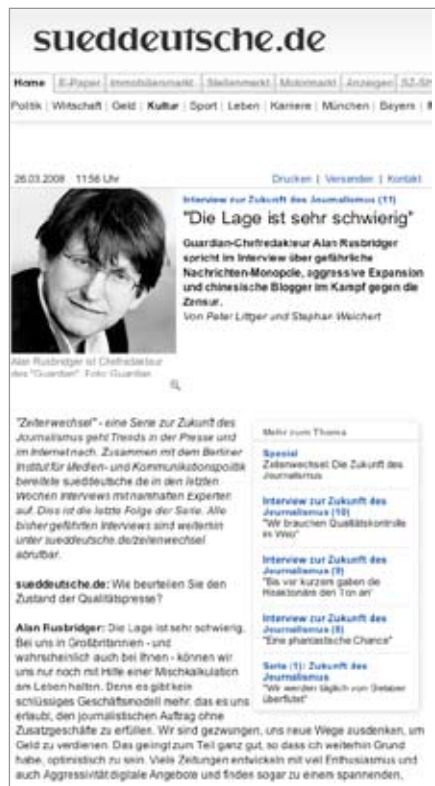 sueddeutsche.de
Home E-Paper Immobilienmarkt Stellenmarkt Motormarkt Anzeigen
Politik | Wirtschaft | Geld | Kultur | Sport | Leben | Karriere | München | Bayern |
26.03.2008 11:56 Uhr
Drucken | Versenden | Kontakt
Interview zur Zukunft des Journalismus (11)
"Die Lage ist sehr schwierig"
Guardian-Chefredakteur Alan Rusbridger
spricht im Interview über gefährliche
Nachrichten-Monopole, aggressive Expansion
und chinesische Blogger im Kampf gegen die
Zensur.
Von Peter Littger und Stephan Weichert
Alan Rusbridger ist Chefredakteur
des "Guardian". Foto: Guardian
"Zeitenwechsel" - eine Serie zur Zukunft des
Journalismus geht Trends in der Presse und
im Internet nach. Zusammen mit dem Berliner
Institut für Medien- und Kommunikationspolitik
bereitete sueddeutsche.de in den letzten
Wochen Interviews mit namhaften Experten
auf. Dies ist die letzte Folge der Serie. Alle
bisher geführten Interviews sind weiterhin
unter sueddeutsche.de/zeitenwechsel
abrufbar.
Mehr zum Thema
Spezial
Zeitenwechsel: Die Zukunft des
Journalismus
Interview zur Zukunft des
Journalismus (10)
"Wir brauchen Qualitätskontrolle
im Web"
Interview zur Zukunft des
Journalismus (9)
"Bis vor kurzem gaben die
Reaktionäre den Ton an"
Interview zur Zukunft des
Journalismus (8)
"Eine phantastische Chance"
Serie (1): Zukunft des
Journalismus
"Wir werden täglich von Getöse
überflutet"
sueddeutsche.de: Wie beurteilen Sie den
Zustand der Qualitätspresse?
Alan Rusbridger: Die Lage ist sehr schwierig.
Bei uns in Großbritannien - und
wahrscheinlich auch bei Ihnen - können wir
uns nur noch mit Hilfe einer Mischkalkulation
am Leben halten. Denn es gibt kein
schlüssiges Geschäftsmodell mehr, das es uns
erlaubt, den journalistischen Auftrag ohne
Zusatzgeschäfte zu erfüllen. Wir sind gezwungen, uns neue Wege ausdenken, um
Geld zu verdienen. Das gelingt zum Teil ganz gut, so dass ich weiterhin Grund
habe, optimistisch zu sein. Viele Zeitungen entwickeln mit viel Enthusiasmus und
auch Aggressivität digitale Angebote und finden sogar zu einem spannenden,